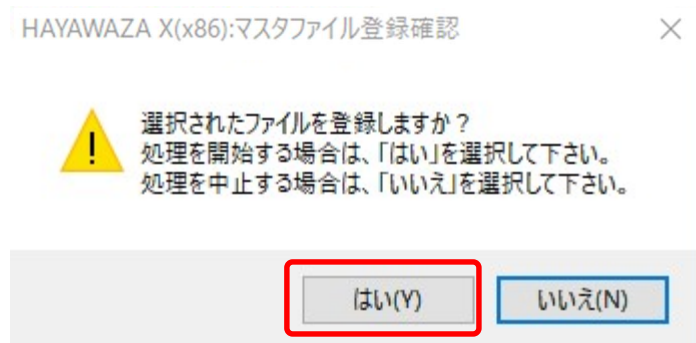 HAYAWAZA X(x86):マスタファイル登録確認
選択されたファイルを登録しますか？
処理を開始する場合は、「はい」を選択して下さい。
処理を中止する場合は、「いいえ」を選択して下さい。
はい(Y)
いいえ(N)